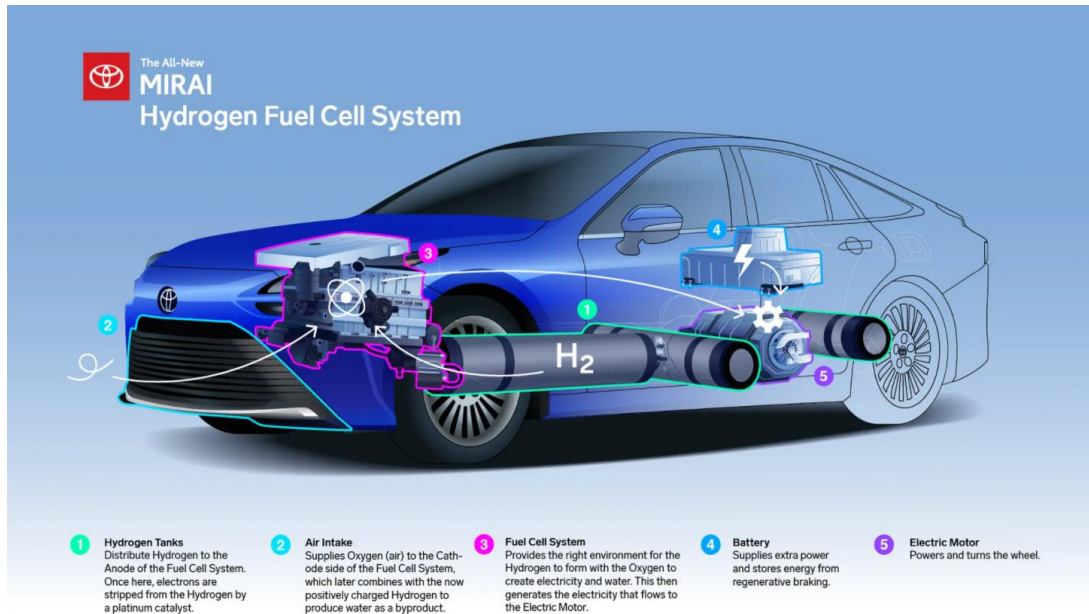 The All-New
MIRAI
Hydrogen Fuel Cell System
3
4
2
1
H2
5
1
Hydrogen Tanks
Distribute Hydrogen to the
Anode of the Fuel Cell System.
Once here, electrons are
stripped from the Hydrogen by
a platinum catalyst.
2
Air Intake
Supplies Oxygen (air) to the Cath-
ode side of the Fuel Cell System,
which later combines with the now
positively charged Hydrogen to
produce water as a byproduct.
3
Fuel Cell System
Provides the right environment for the
Hydrogen to form with the Oxygen to
create electricity and water. This then
generates the electricity that flows to
the Electric Motor.
4
Battery
Supplies extra power
and stores energy from
regenerative braking.
5
Electric Motor
Powers and turns the wheel.